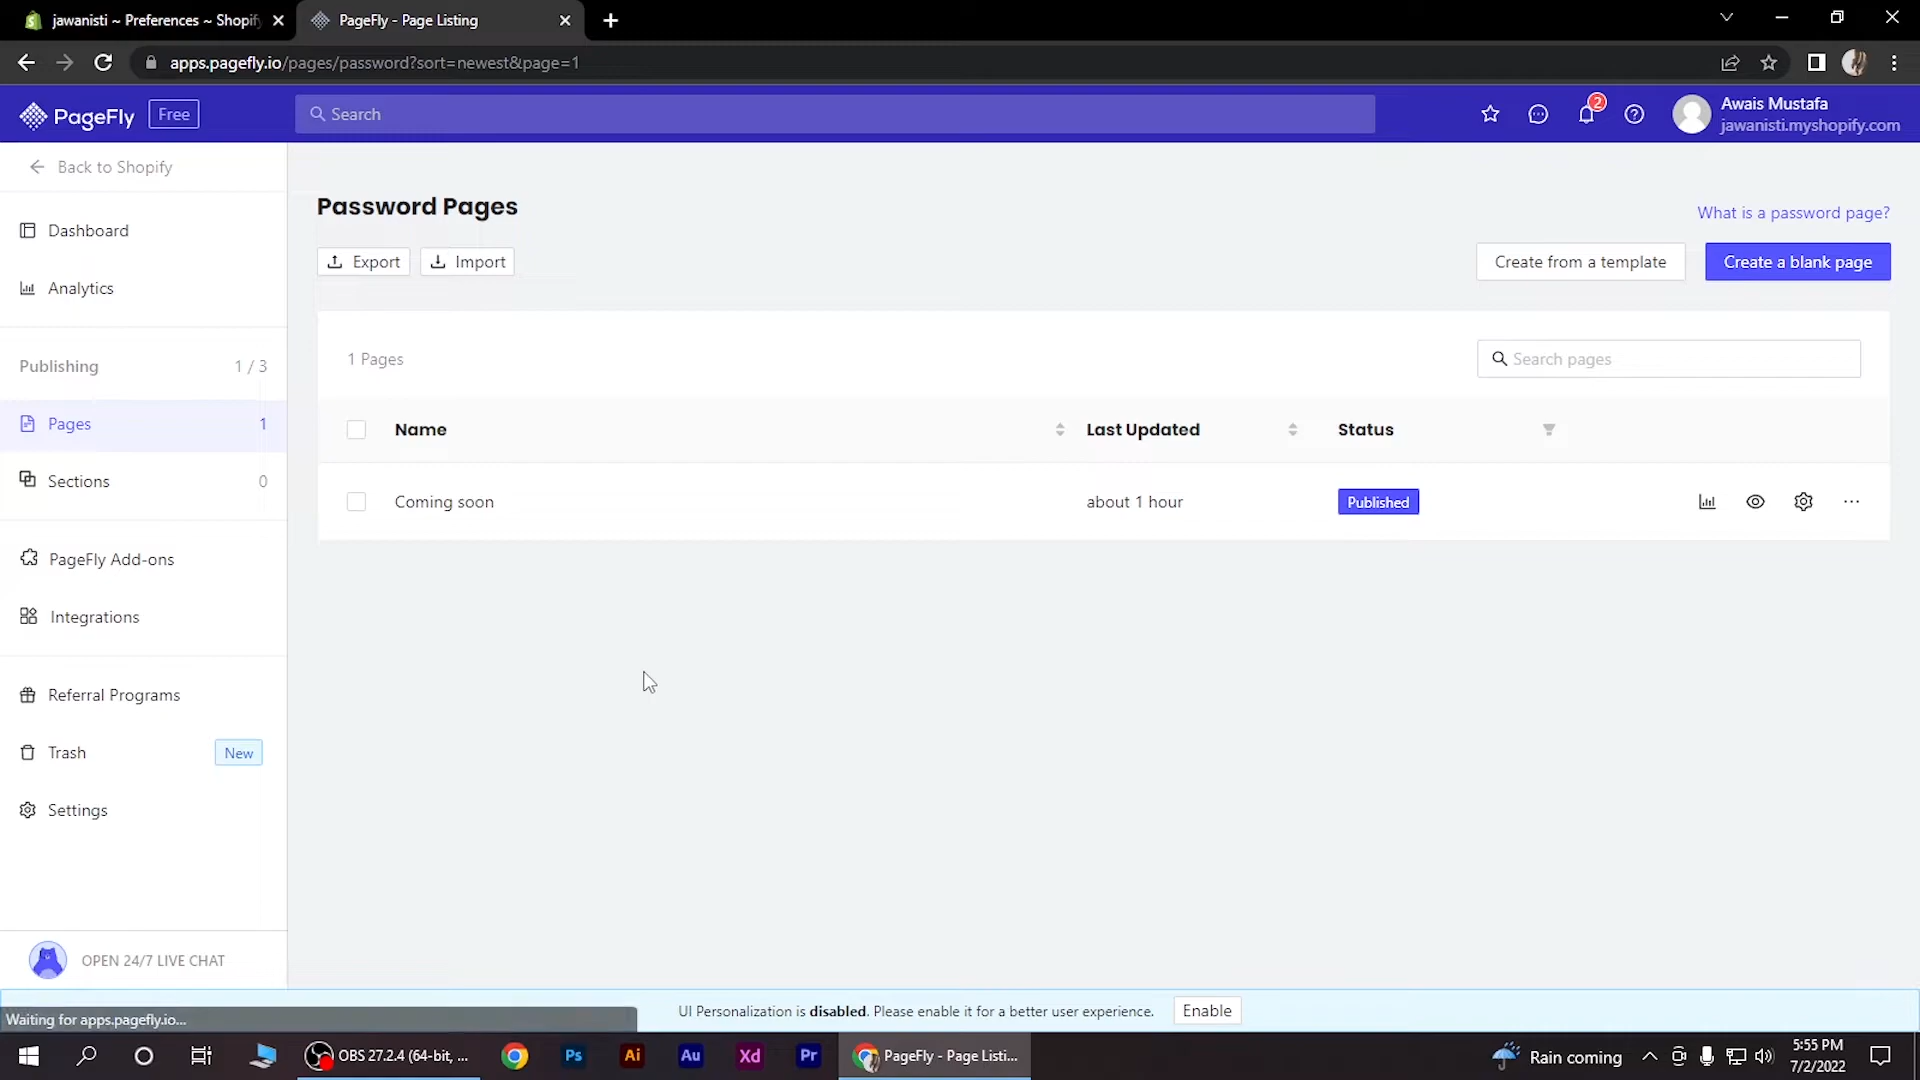 jawanisti ~ Preferences ~ Shopify
PageFly - Page Listing
apps.pagefly.io/pages/password?sort=newest&page=1
PageFly
Free
Search
2
Awais Mustafa
jawanisti.myshopify.com
Back to Shopify
Dashboard
Analytics
Publishing 1 / 3
Pages 1
Sections 0
PageFly Add-ons
Integrations
Referral Programs
Trash New
Settings
OPEN 24/7 LIVE CHAT
Password Pages
What is a password page?
Export
Import
Create from a template
Create a blank page
1 Pages
Search pages
Name
Last Updated
Status
Coming soon
about 1 hour
Published
UI Personalization is disabled. Please enable it for a better user experience.
Enable
Waiting for apps.pagefly.io...
OBS 27.2.4 (64-bit, ...
Ps
Ai
Au
Xd
Pr
PageFly - Page Listi...
Rain coming
5:55 PM
7/2/2022